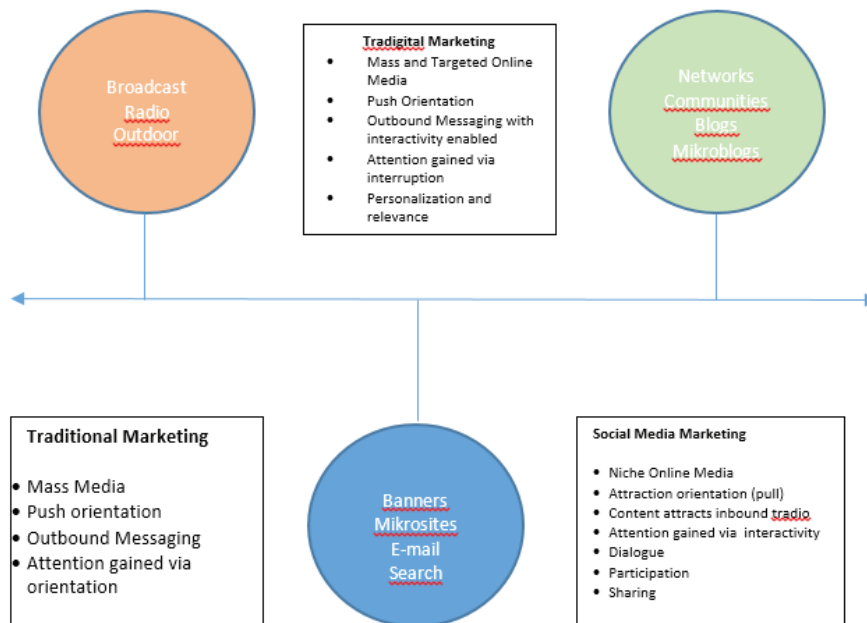 Broadcast
Radio
Outdoor
Tradigital Marketing
• Mass and Targeted Online
Media
• Push Orientation
• Outbound Messaging with
interactivity enabled
• Attention gained via
interruption
• Personalization and
relevance
Networks
Communities
Blogs
Mikroblogs
Traditional Marketing
• Mass Media
• Push orientation
• Outbound Messaging
• Attention gained via
orientation
Banners
Mikrosites
E-mail
Search
Social Media Marketing
• Niche Online Media
• Attraction orientation (pull)
• Content attracts inbound tradio
• Attention gained via interactivity
• Dialogue
• Participation
• Sharing